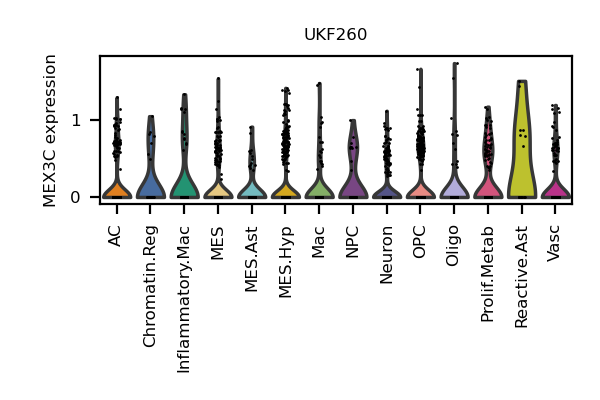 UKF260
MEX3C expression
1
0
AC
Chromatin.Reg
Inflammatory.Mac
MES
MES.Ast
MES.Hyp
Mac
NPC
Neuron
OPC
Oligo
Prolif.Metab
Reactive.Ast
Vasc